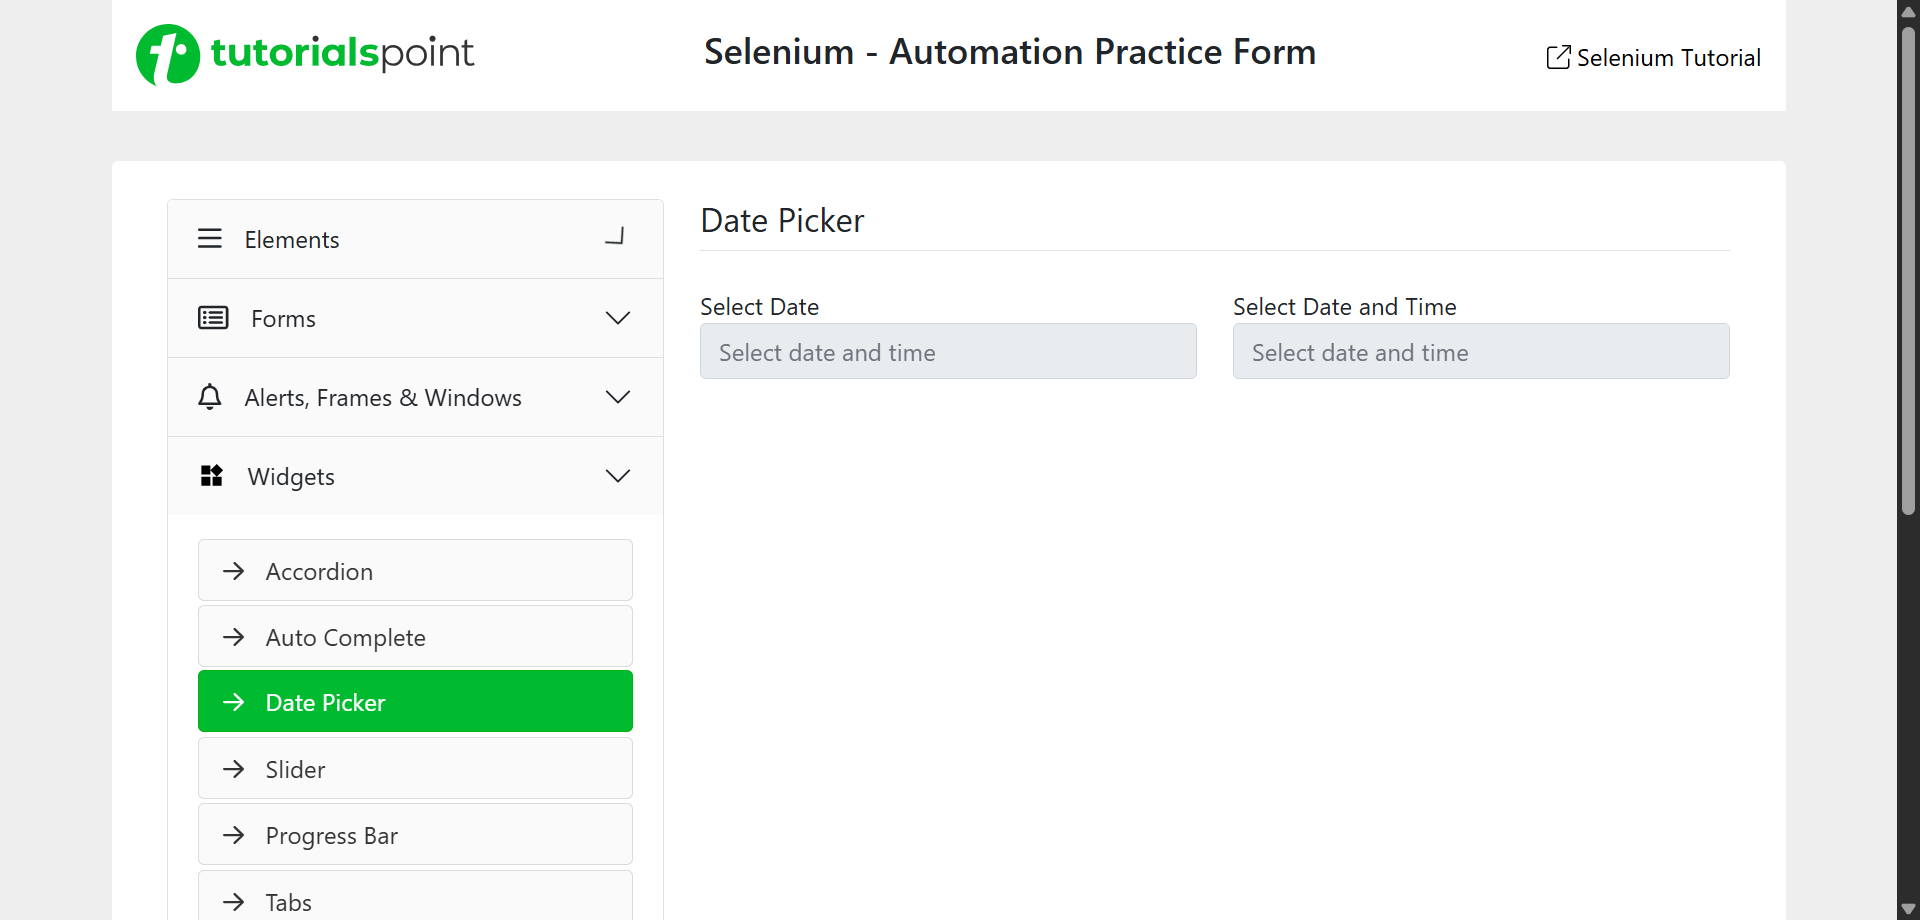 tutorialspoint
Selenium - Automation Practice Form
Selenium Tutorial
Elements
Forms
Alerts, Frames & Windows
Widgets
Accordion
Auto Complete
Date Picker
Slider
Progress Bar
Tabs
Date Picker
Select Date
Select date and time
Select Date and Time
Select date and time